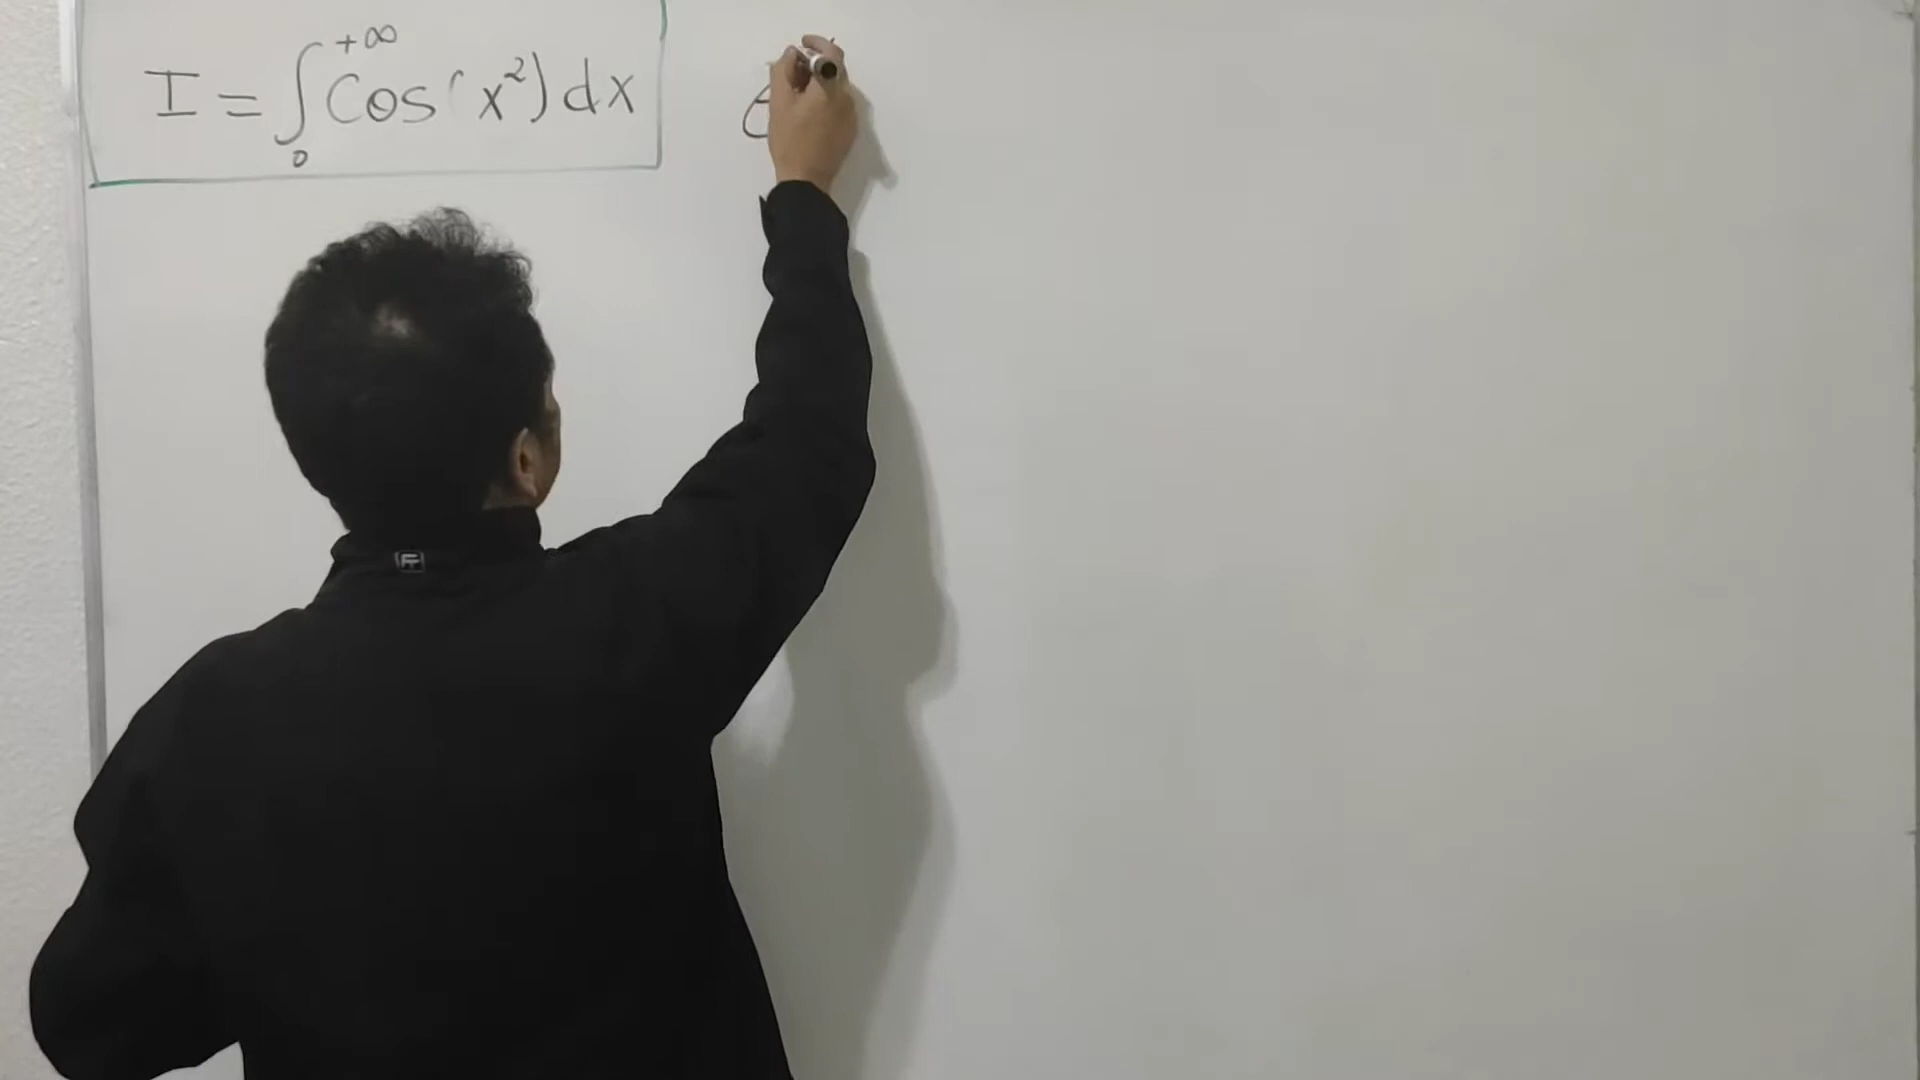 I = ∫₀^{+∞} Cos(x²) dx
e